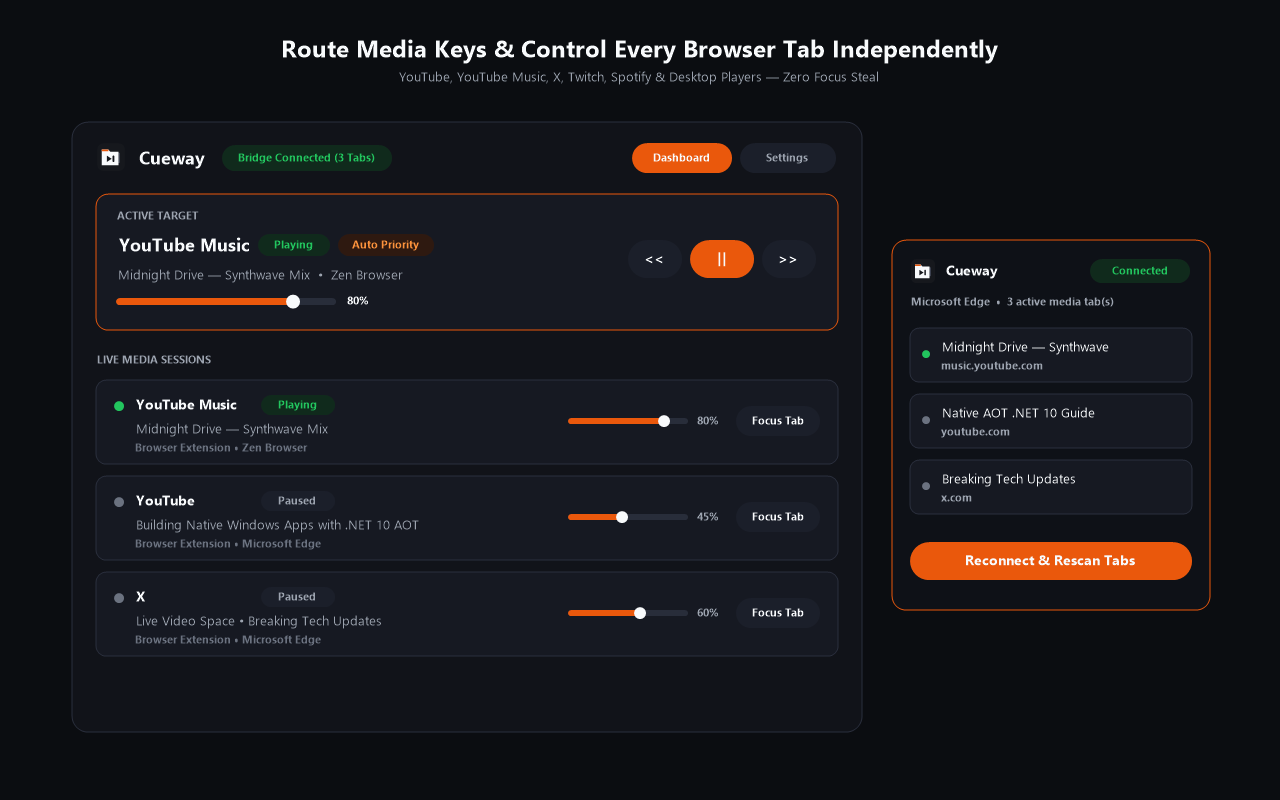 Route Media Keys & Control Every Browser Tab Independently
YouTube, YouTube Music, X, Twitch, Spotify & Desktop Players — Zero Focus Steal
Cueway
Bridge Connected (3 Tabs)
Dashboard
Settings
ACTIVE TARGET
YouTube Music
Playing
Auto Priority
Midnight Drive — Synthwave Mix • Zen Browser
80%
<<
||
>>
LIVE MEDIA SESSIONS
YouTube Music
Playing
Midnight Drive — Synthwave Mix
Browser Extension • Zen Browser
80%
Focus Tab
YouTube
Paused
Building Native Windows Apps with .NET 10 AOT
Browser Extension • Microsoft Edge
45%
Focus Tab
X
Paused
Live Video Space • Breaking Tech Updates
Browser Extension • Microsoft Edge
60%
Focus Tab
Cueway
Connected
Microsoft Edge • 3 active media tab(s)
Midnight Drive — Synthwave
music.youtube.com
Native AOT .NET 10 Guide
youtube.com
Breaking Tech Updates
x.com
Reconnect & Rescan Tabs